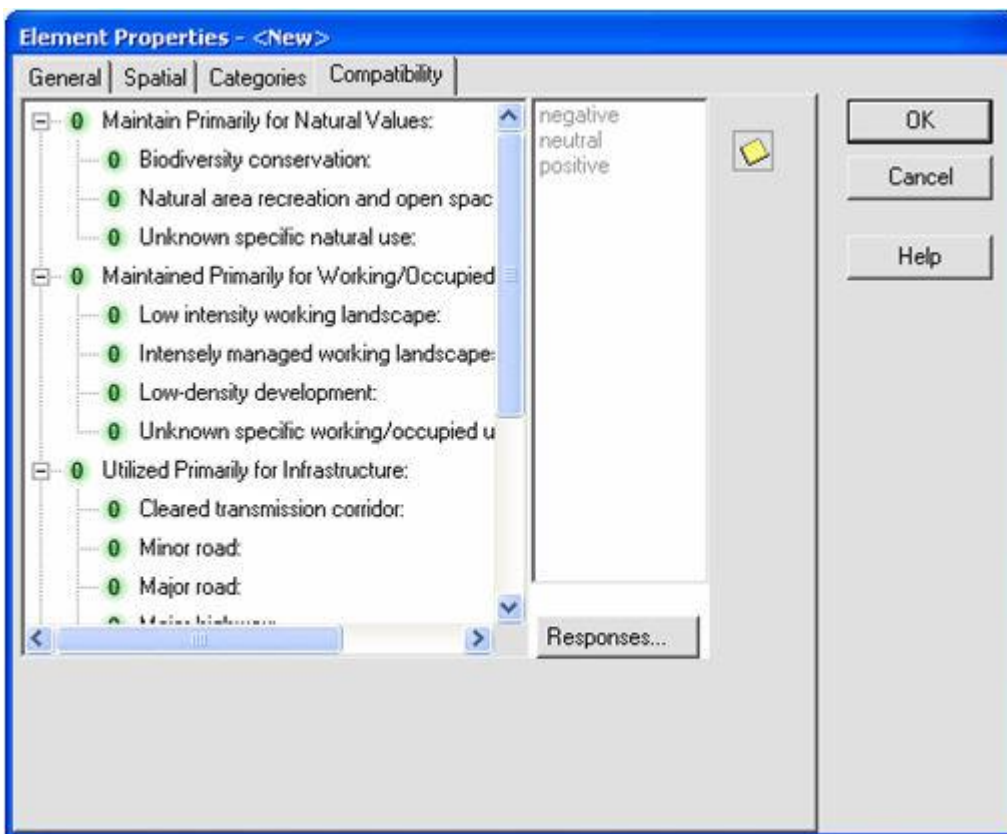 Element Properties - <New>
General Spatial Categories Compatibility
0 Maintain Primarily for Natural Values:
0 Biodiversity conservation:
0 Natural area recreation and open spac
0 Unknown specific natural use:
0 Maintained Primarily for Working/Occupied
0 Low intensity working landscape:
0 Intensely managed working landscape:
0 Low-density development:
0 Unknown specific working/occupied u
0 Utilized Primarily for Infrastructure:
0 Cleared transmission corridor:
0 Minor road:
0 Major road:
0 Major highway:
negative
neutral
positive
Responses...
OK
Cancel
Help